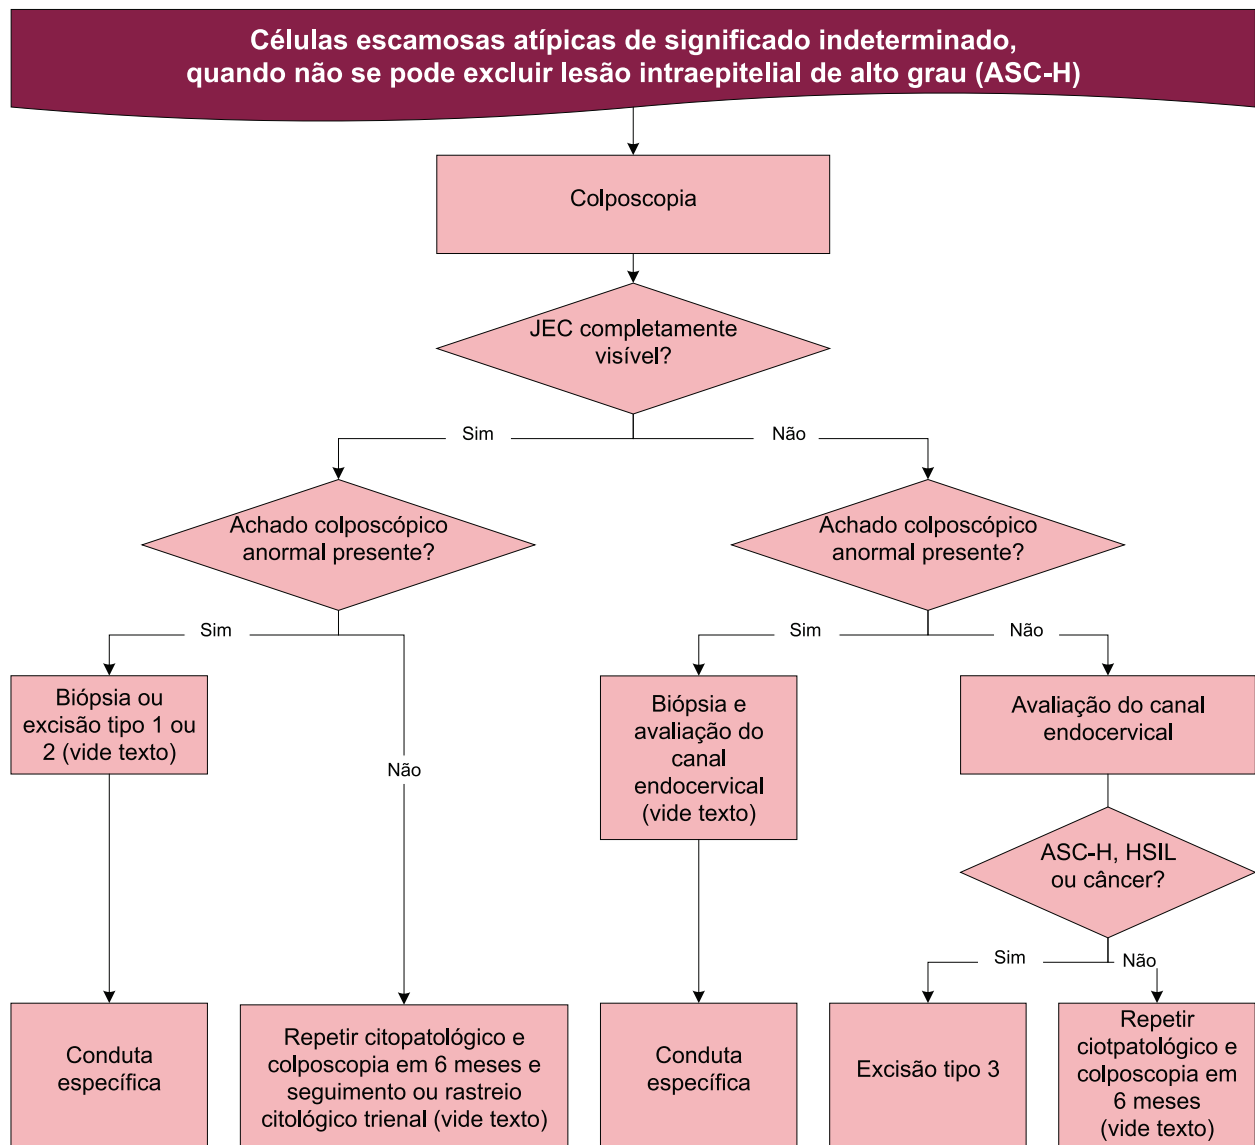 Células escamosas atípicas de significado indeterminado,
quando não se pode excluir lesão intraepitelial de alto grau (ASC-H)
Colposcopia
JEC completamente
visível?
Sim
Não
Achado colposcópico
anormal presente?
Achado colposcópico
anormal presente?
Sim
Não
Sim
Não
Biópsia ou
excisão tipo 1 ou
2 (vide texto)
Biópsia e
avaliação do
canal
endocervical
(vide texto)
Avaliação do canal
endocervical
ASC-H, HSIL
ou câncer?
Sim
Não
Conduta
específica
Repetir citopatológico e
colposcopia em 6 meses e
seguimento ou rastreio
citológico trienal (vide texto)
Conduta
específica
Excisão tipo 3
Repetir
ciotpatológico e
colposcopia em
6 meses
(vide texto)